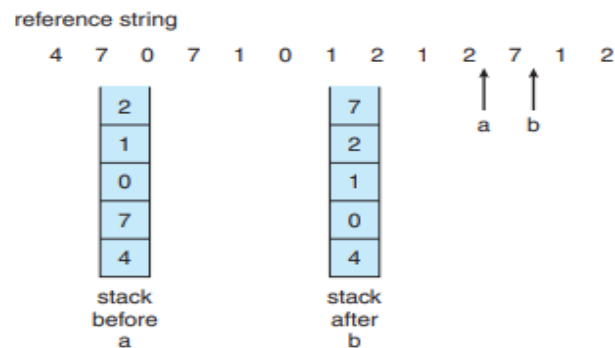 reference string
4 7 0 7 1 0 1 2 1 2 7 1 2
a b
2 7
1 2
0 1
7 0
4 4
stack stack
before after
a b